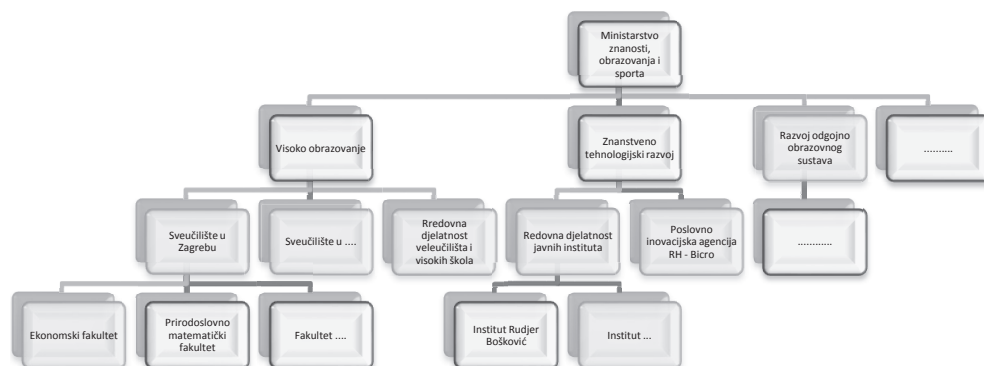 Ministarstvo
znanosti,
obrazovanja i
sporta
Visoko obrazovanje
Znanstveno
tehnologijski razvoj
Razvoj odgojno
obrazovnog
sustava
...........
Sveučilište u
Zagrebu
Sveučilište u ....
Rredovna
djelatnost
veleučilišta i
visokih škola
Redovna djelatnost
javnih instituta
Poslovno
inovacijska agencija
RH - Bicro
............
Ekonomski fakultet
Prirodoslovno
matematički
fakultet
Fakultet ....
Institut Rudjer
Bošković
Institut ...